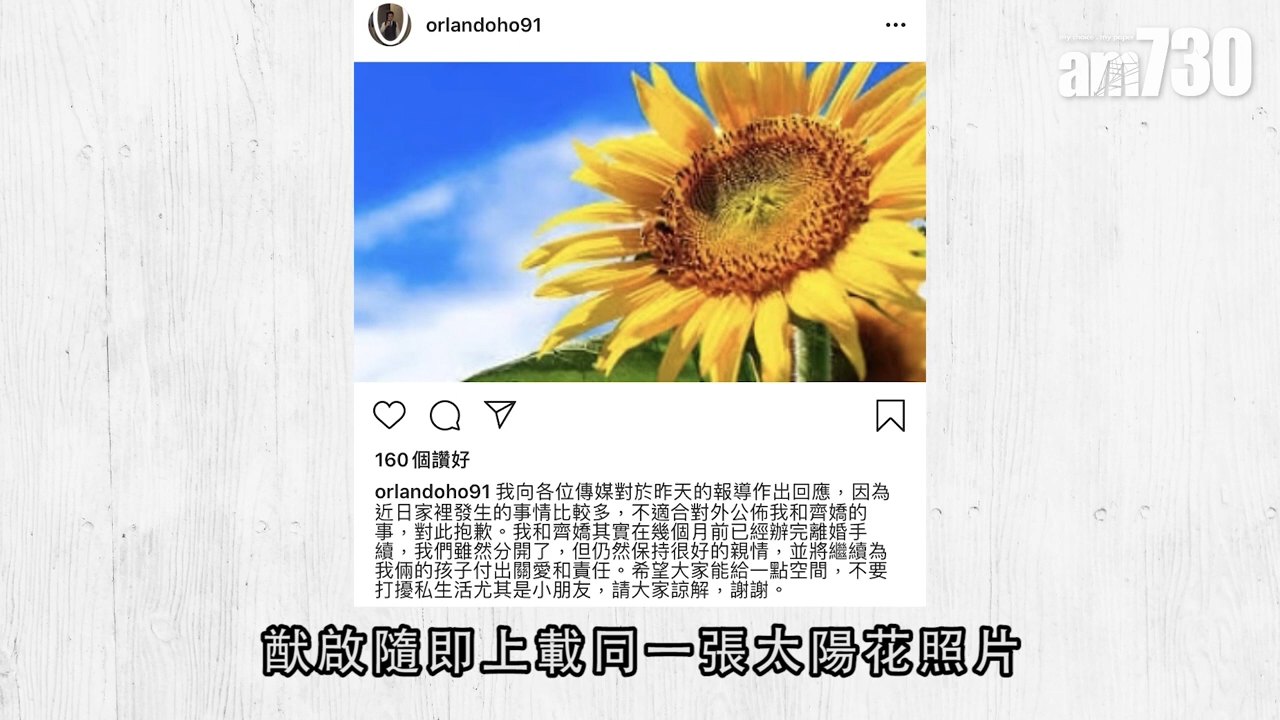 orlandoho91
am730
160個讚好
orlandoho91 我向各位傳媒對於昨天的報導作出回應，因為
近日家裡發生的事情比較多，不適合對外公佈我和齊嬌的
事，對此抱歉。我和齊嬌其實在幾個月前已經辦完離婚手
續，我們雖然分開了，但仍然保持很好的親情，並將繼續為
我倆的孩子付出關愛和責任。希望大家能給一點空間，不要
打擾私生活尤其是小朋友，請大家諒解，謝謝。
猷啟隨即上載同一張太陽花照片